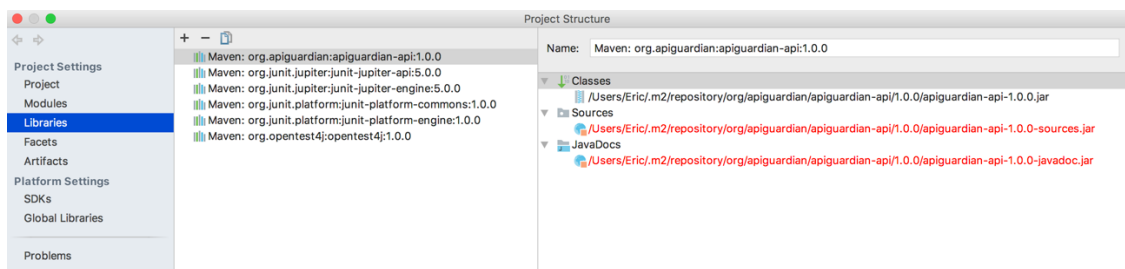 Project Structure
Project Settings
Project
Modules
Libraries
Facets
Artifacts
Platform Settings
SDKs
Global Libraries
Problems
Maven: org.apiguardian:apiguardian-api:1.0.0
Maven: org.junit.jupiter:junit-jupiter-api:5.0.0
Maven: org.junit.jupiter:junit-jupiter-engine:5.0.0
Maven: org.junit.platform:junit-platform-commons:1.0.0
Maven: org.junit.platform:junit-platform-engine:1.0.0
Maven: org.opentest4j:opentest4j:1.0.0
Name: Maven: org.apiguardian:apiguardian-api:1.0.0
Classes
/Users/Eric/.m2/repository/org/apiguardian/apiguardian-api/1.0.0/apiguardian-api-1.0.0.jar
Sources
/Users/Eric/.m2/repository/org/apiguardian/apiguardian-api/1.0.0/apiguardian-api-1.0.0-sources.jar
JavaDocs
/Users/Eric/.m2/repository/org/apiguardian/apiguardian-api/1.0.0/apiguardian-api-1.0.0-javadoc.jar